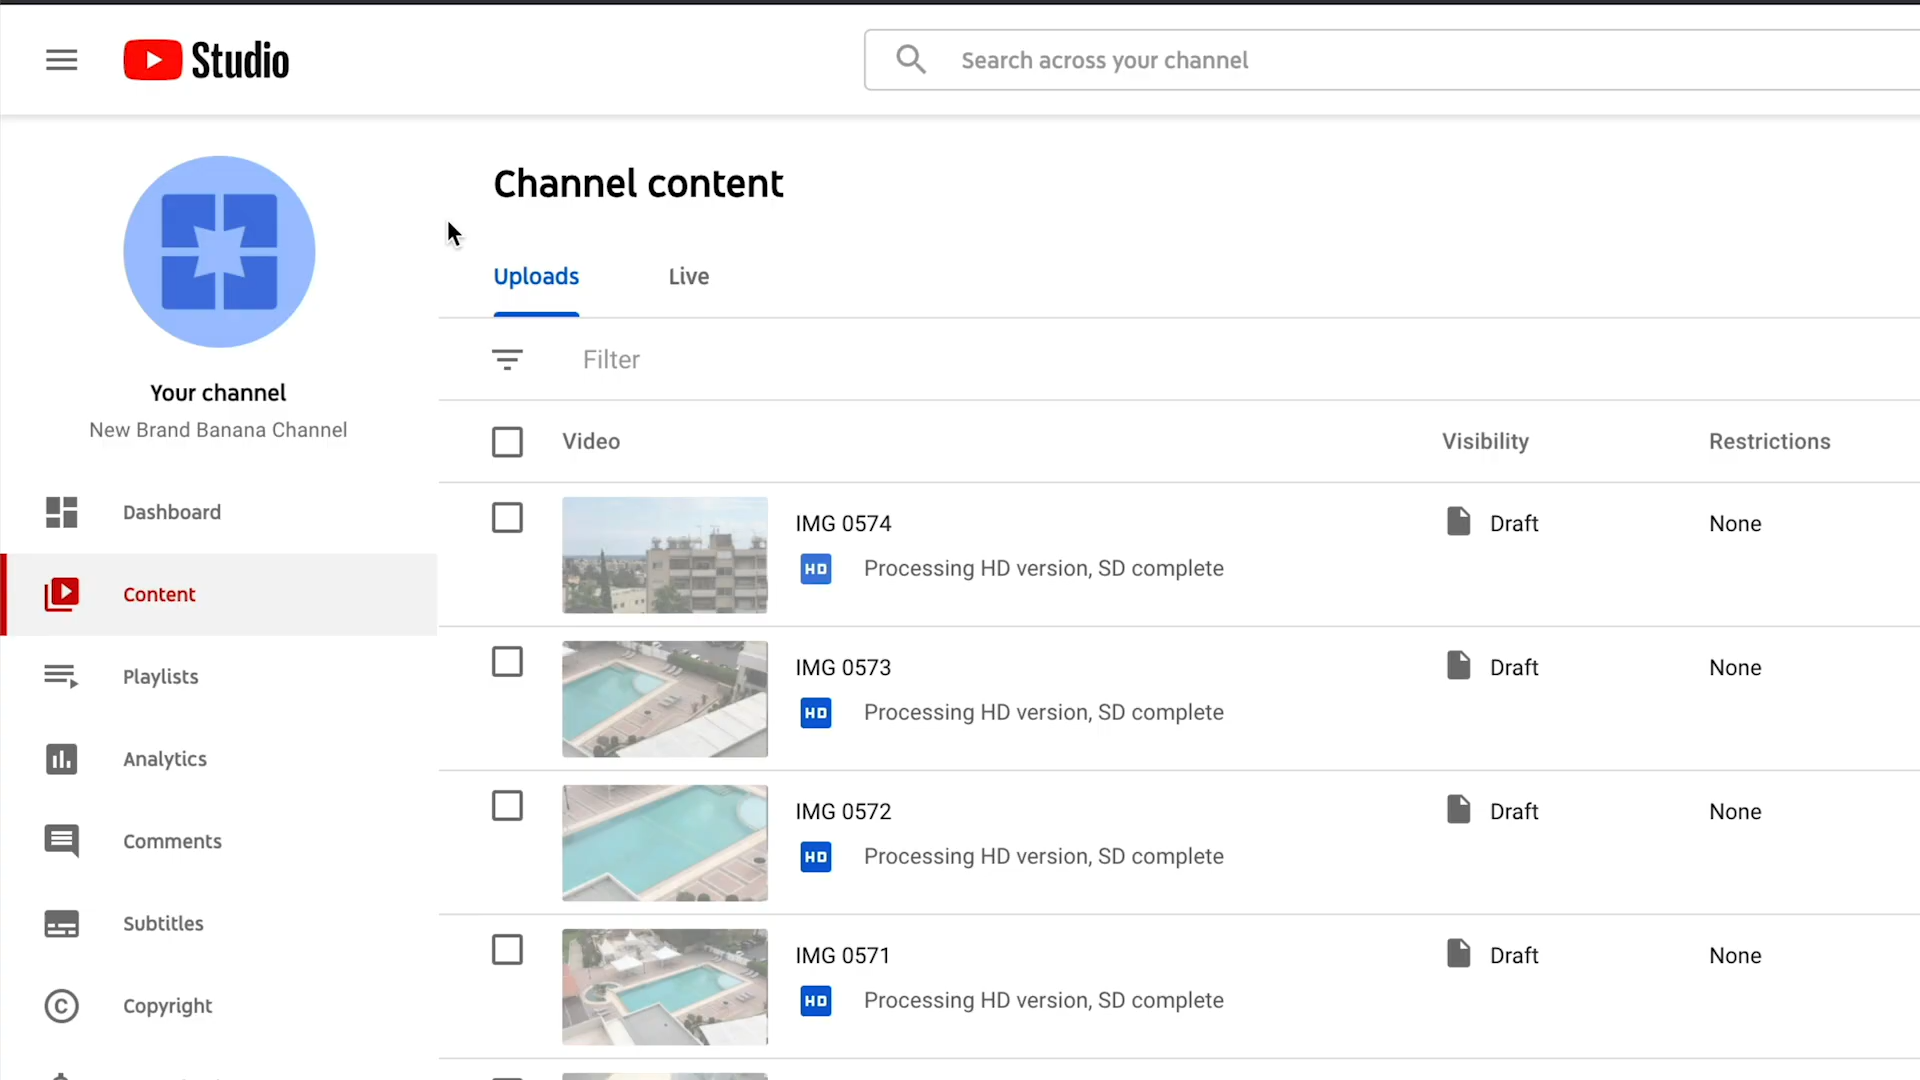 Studio
Search across your channel
Channel content
Uploads
Live
Filter
Your channel
New Brand Banana Channel
Video
Visibility
Restrictions
Dashboard
Content
Playlists
Analytics
Comments
Subtitles
Copyright
IMG 0574
HD Processing HD version, SD complete
Draft
None
IMG 0573
HD Processing HD version, SD complete
Draft
None
IMG 0572
HD Processing HD version, SD complete
Draft
None
IMG 0571
HD Processing HD version, SD complete
Draft
None